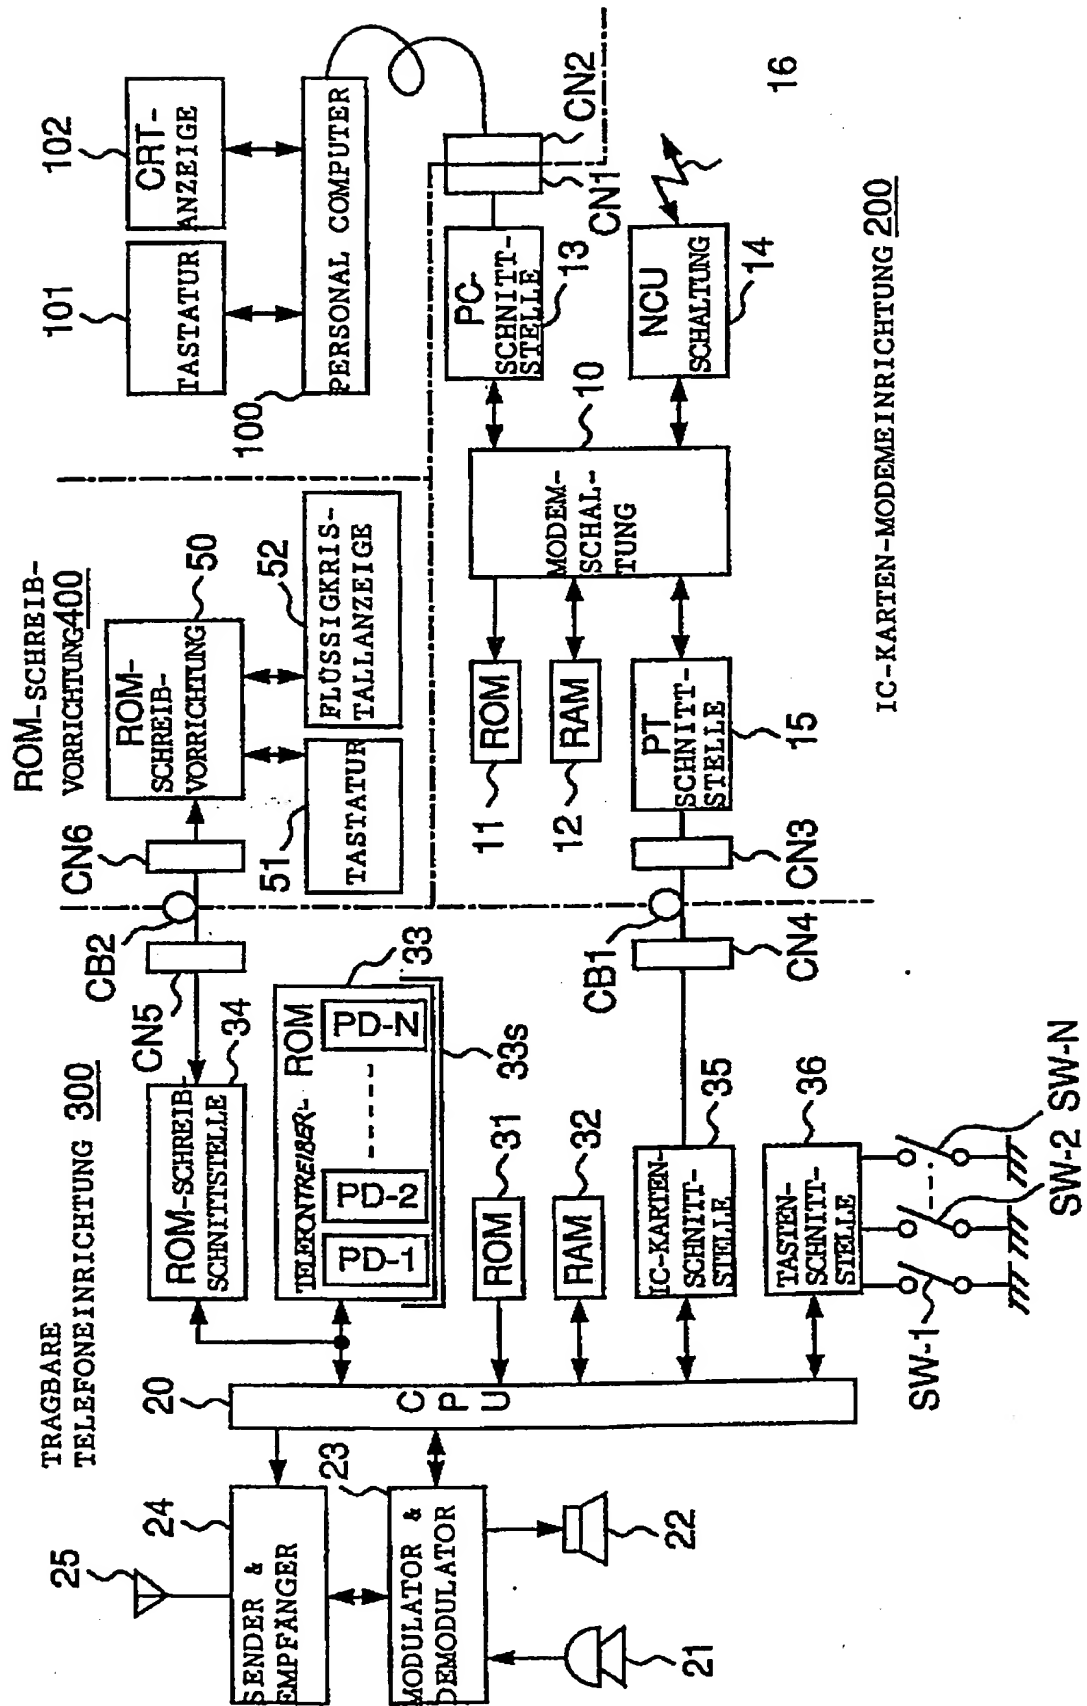 TRAGBARE
TELEFONEINRICHTUNG 300
25
24
SENDER &
EMPFÄNGER
23
MODULATOR &
DEMODULATOR
21
22
20
CPU
ROM-SCHREIB-
SCHNITTSTELLE
34
TELEFONTREIBER-
ROM
PD-1
PD-2
PD-N
33
33s
ROM
31
RAM
32
IC-KARTEN-
SCHNITT-
STELLE
35
TASTEN-
SCHNITT-
STELLE
36
SW-1
SW-2
SW-N
CN5
CB2
CN6
ROM-SCHREIB-
VORRICHTUNG 400
ROM-
SCHREIB-
VORRICHTUNG
50
51
TASTATUR
52
FLÜSSIGKRIS-
TALLANZEIGE
101
TASTATUR
102
CRT-
ANZEIGE
100
PERSONAL COMPUTER
CN4
CB1
CN3
PT
SCHNITT-
STELLE
15
11
ROM
12
RAM
MODEM-
SCHAL-
TUNG
10
PC-
SCHNITT-
STELLE
13
CN1
CN2
NCU
SCHALTUNG
14
16
IC-KARTEN-MODEMEINRICHTUNG 200